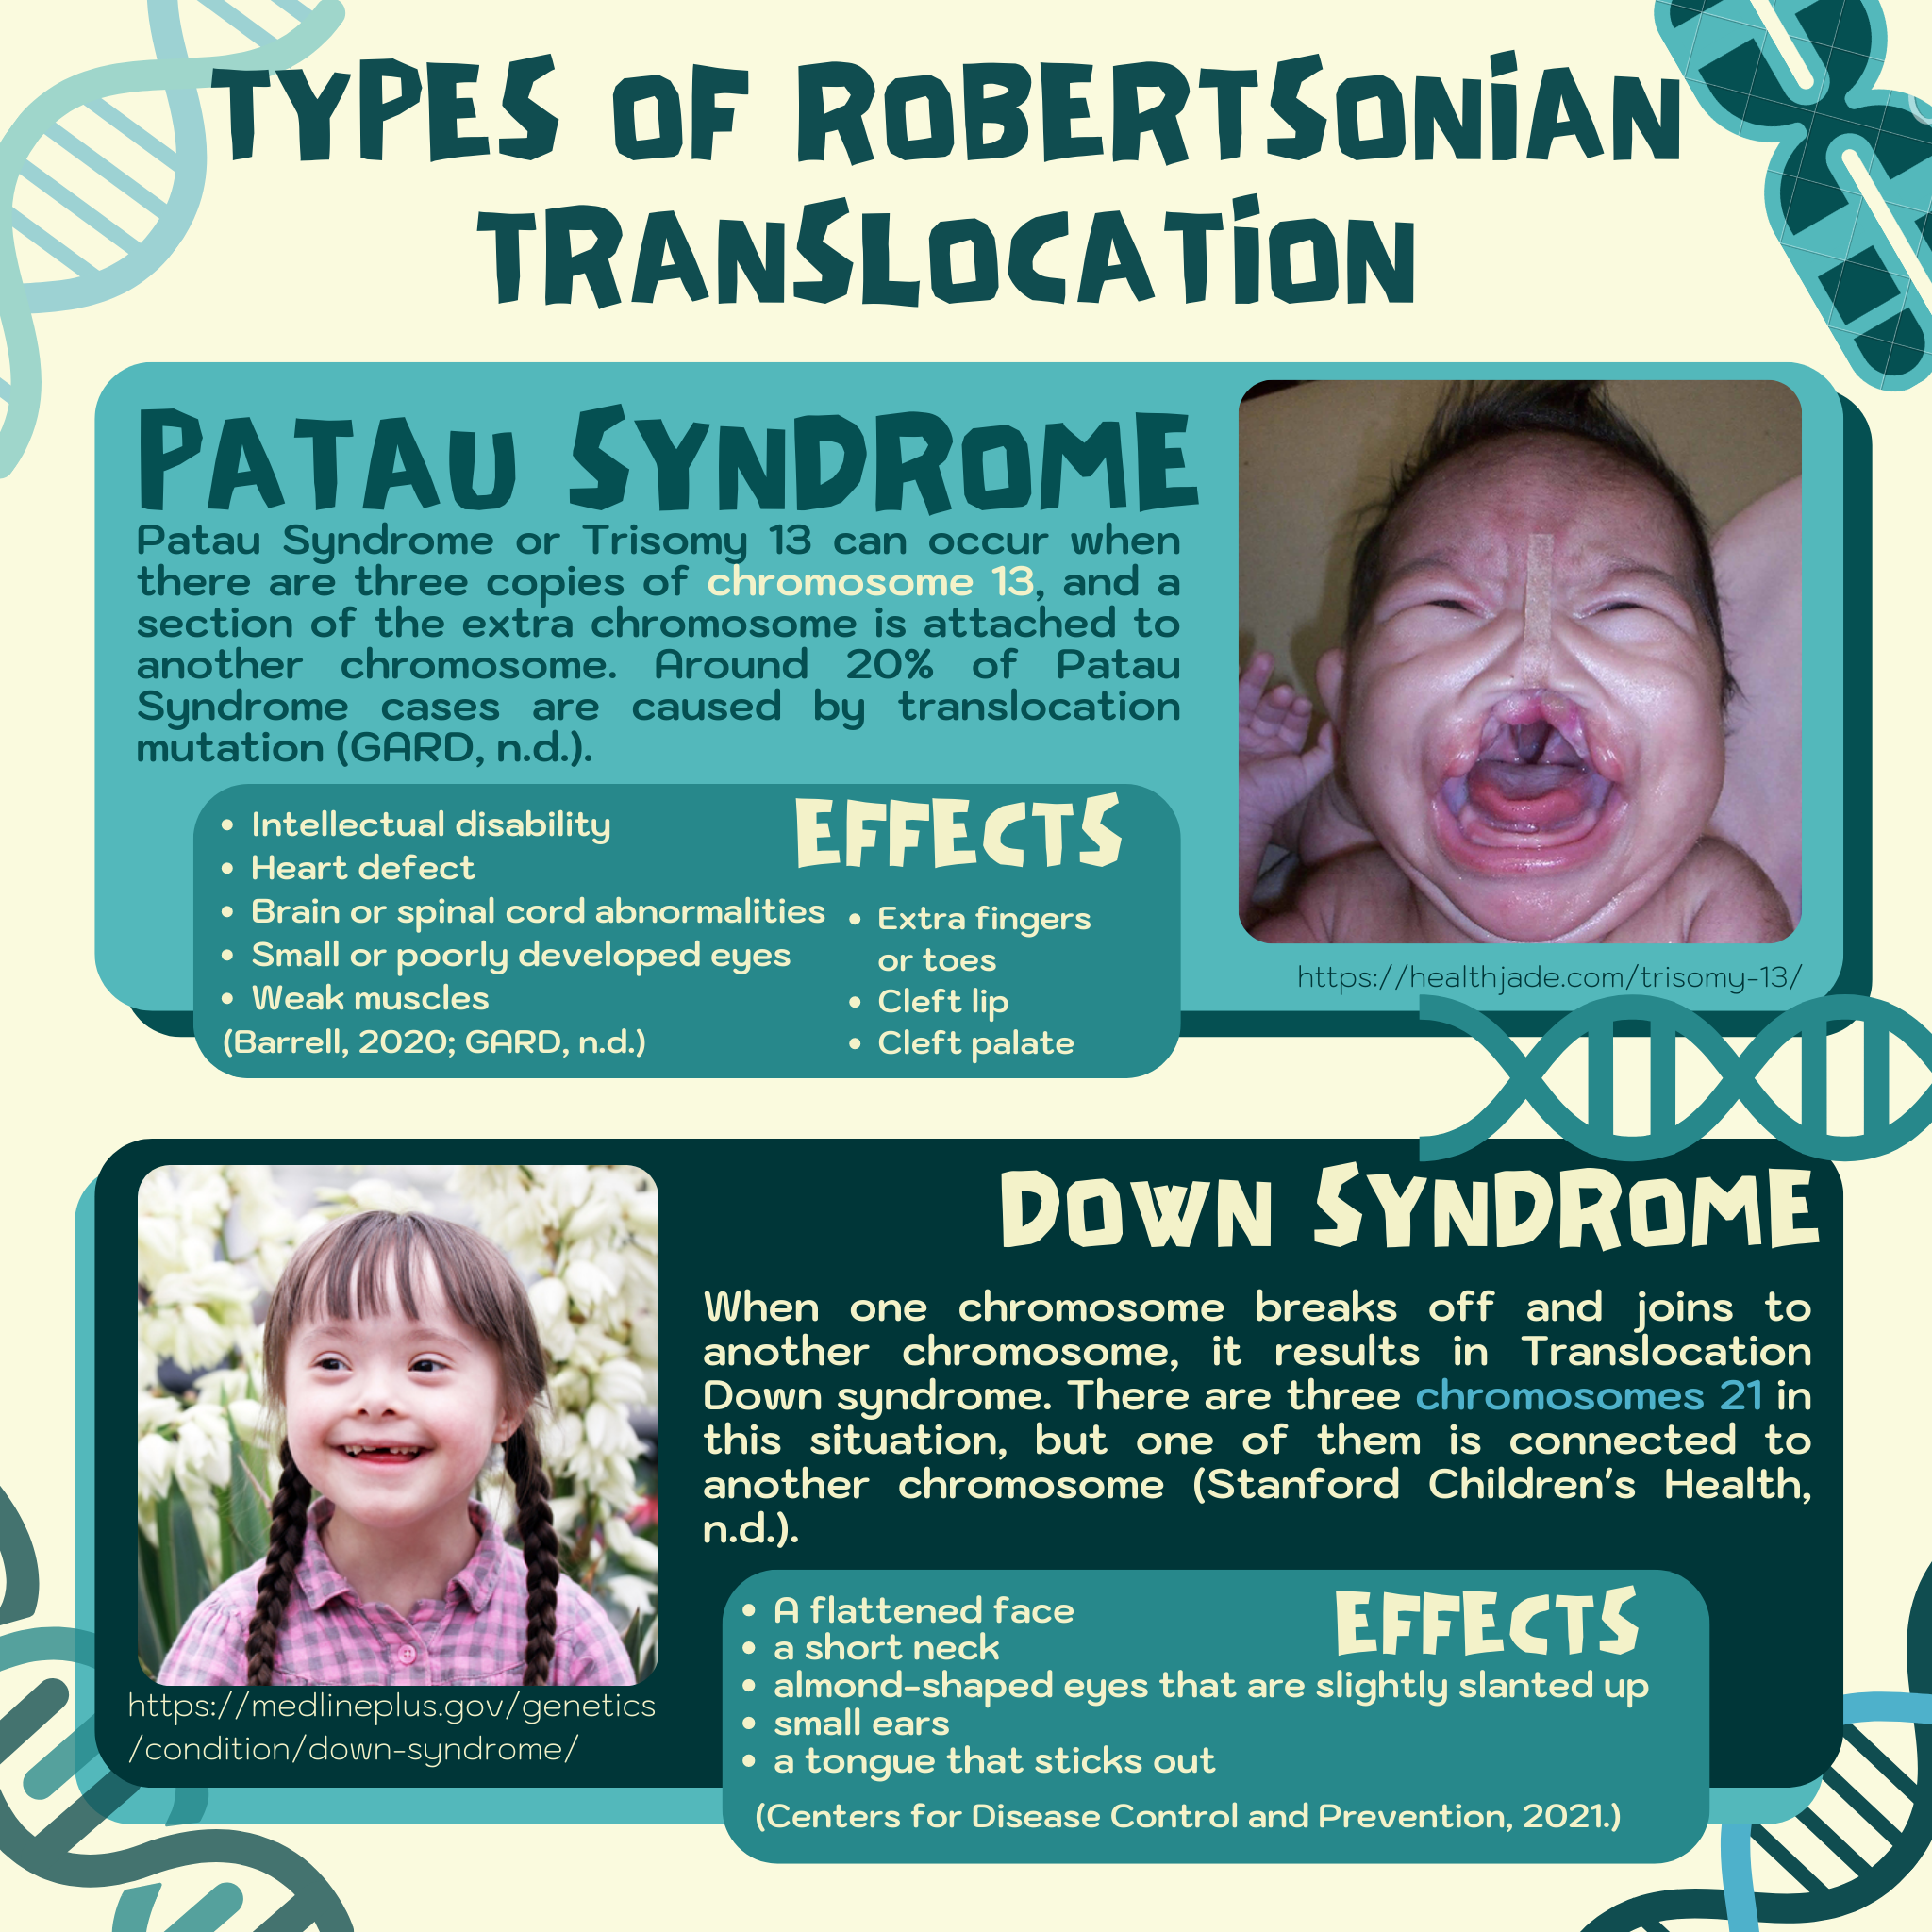 TYPES OF ROBERTSONIAN
TRANSLOCATION
PATAU SYNDROME
Patau Syndrome or Trisomy 13 can occur when
there are three copies of chromosome 13, and a
section of the extra chromosome is attached to
another chromosome. Around 20% of Patau
Syndrome cases are caused by translocation
mutation (GARD, n.d.).
EFFECTS
• Intellectual disability
• Heart defect
• Brain or spinal cord abnormalities
• Small or poorly developed eyes
• Weak muscles
(Barrell, 2020; GARD, n.d.)
• Extra fingers
or toes
• Cleft lip
• Cleft palate
https://healthjade.com/trisomy-13/
DOWN SYNDROME
When one chromosome breaks off and joins to
another chromosome, it results in Translocation
Down syndrome. There are three chromosomes 21 in
this situation, but one of them is connected to
another chromosome (Stanford Children's Health,
n.d.).
https://medlineplus.gov/genetics
/condition/down-syndrome/
EFFECTS
• A flattened face
• a short neck
• almond-shaped eyes that are slightly slanted up
• small ears
• a tongue that sticks out
(Centers for Disease Control and Prevention, 2021.)